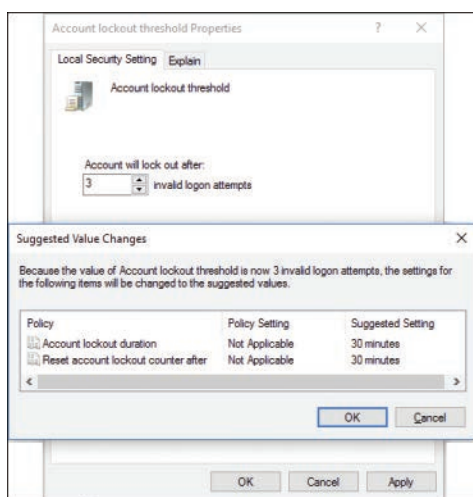 Account lockout threshold Properties ? ×
Local Security Setting Explain
Account lockout threshold
Account will lock out after:
3 invalid logon attempts
Suggested Value Changes ×
Because the value of Account lockout threshold is now 3 invalid logon attempts, the settings for
the following items will be changed to the suggested values.
Policy Policy Setting Suggested Setting
Account lockout duration Not Applicable 30 minutes
Reset account lockout counter after Not Applicable 30 minutes
OK Cancel
OK Cancel Apply